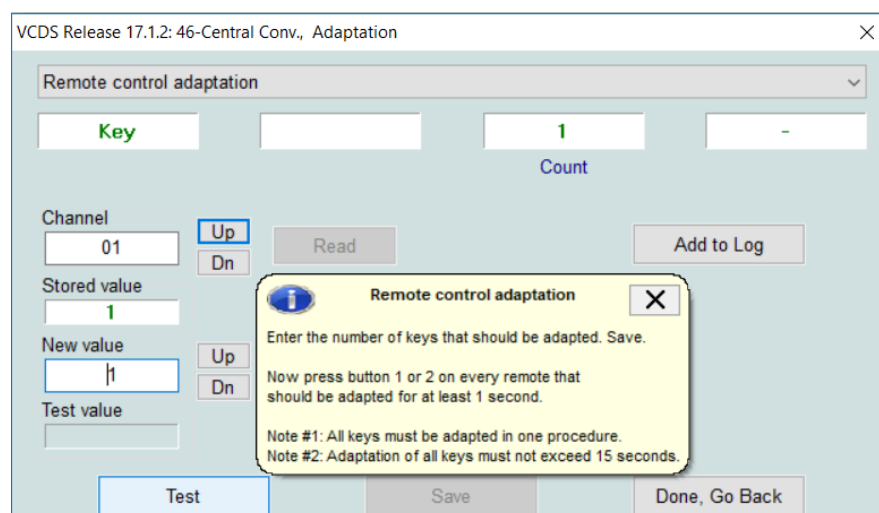 VCDS Release 17.1.2: 46-Central Conv., Adaptation
Remote control adaptation
Key
1
-
Count
Channel
01
Up
Dn
Read
Add to Log
Stored value
1
New value
1
Up
Dn
Test value
Remote control adaptation
Enter the number of keys that should be adapted. Save.
Now press button 1 or 2 on every remote that
should be adapted for at least 1 second.
Note #1: All keys must be adapted in one procedure.
Note #2: Adaptation of all keys must not exceed 15 seconds.
Test
Save
Done, Go Back